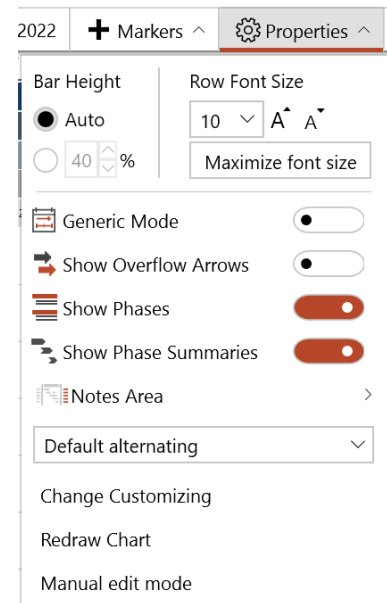 2022 Markers Properties
Bar Height Row Font Size
Auto 10 A A
40 % Maximize font size
Generic Mode
Show Overflow Arrows
Show Phases
Show Phase Summaries
Notes Area
Default alternating
Change Customizing
Redraw Chart
Manual edit mode